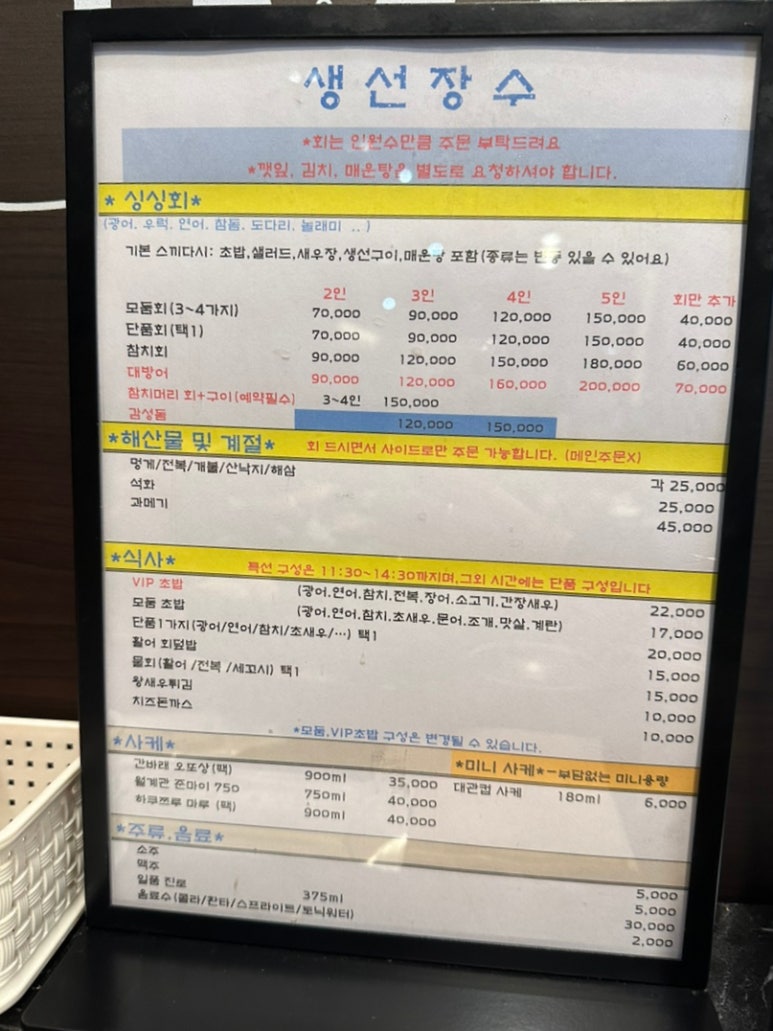 생선장수
*회는 인원수만큼 주문 부탁드려요
*깻잎, 김치, 매운탕은 별도로 요청하셔야 합니다.
* 싱싱회*
(광어. 우럭. 연어. 참돔. 도다리. 놀래미 ..)
기본 스끼다시: 초밥,샐러드,새우장,생선구이,매운탕 포함(종류는 변동 있을 수 있어요)
2인 3인 4인 5인 회만 추가
모둠회(3~4가지) 70,000 90,000 120,000 150,000 40,000
단품회(택1) 70,000 90,000 120,000 150,000 40,000
참치회 90,000 120,000 150,000 180,000 60,000
대방어 90,000 120,000 160,000 200,000 70,000
참치머리 회+구이(예약필수) 3~4인 150,000
감성돔 120,000 150,000
*해산물 및 계절* 회 드시면서 사이드로만 주문 가능합니다. (메인주문X)
멍게/전복/개불/산낙지/해삼 각 25,000
석화 25,000
과메기 45,000
*식사* 특선 구성은 11:30~14:30까지며,그외 시간에는 단품 구성입니다
VIP 초밥 (광어.연어.참치.전복.장어.소고기.간장새우) 22,000
모둠 초밥 (광어.연어.참치.초새우.문어.조개.맛살.계란) 17,000
단품1가지(광어/연어/참치/초새우/…) 택1 20,000
활어 회덮밥 15,000
물회(활어 /전복 /세꼬시) 택1 15,000
왕새우튀김 10,000
치즈돈까스 10,000
*모둠,VIP초밥 구성은 변경될 수 있습니다.
*사케* *미니 사케*-부담없는 미니용량
간바래 오또상(팩) 900ml 35,000 대관컵 사케 180ml 6,000
월계관 준마이 750 750ml 40,000
하쿠쯔루 마루 (팩) 900ml 40,000
*주류.음료*
소주 5,000
맥주 5,000
일품 진로 375ml 30,000
음료수(콜라/환타/스프라이트/토닉워터) 2,000